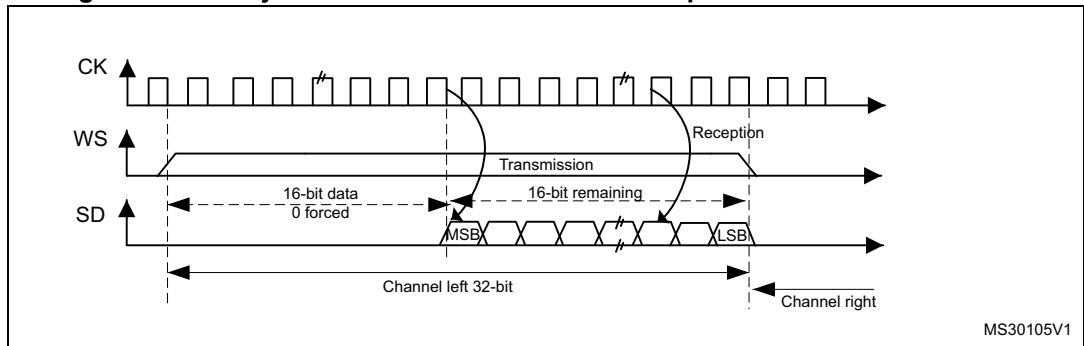 CK
Reception
WS
Transmission
16-bit data
16-bit remaining
0 forced
SD
MSB
LSB
Channel left 32-bit
Channel right
MS30105V1